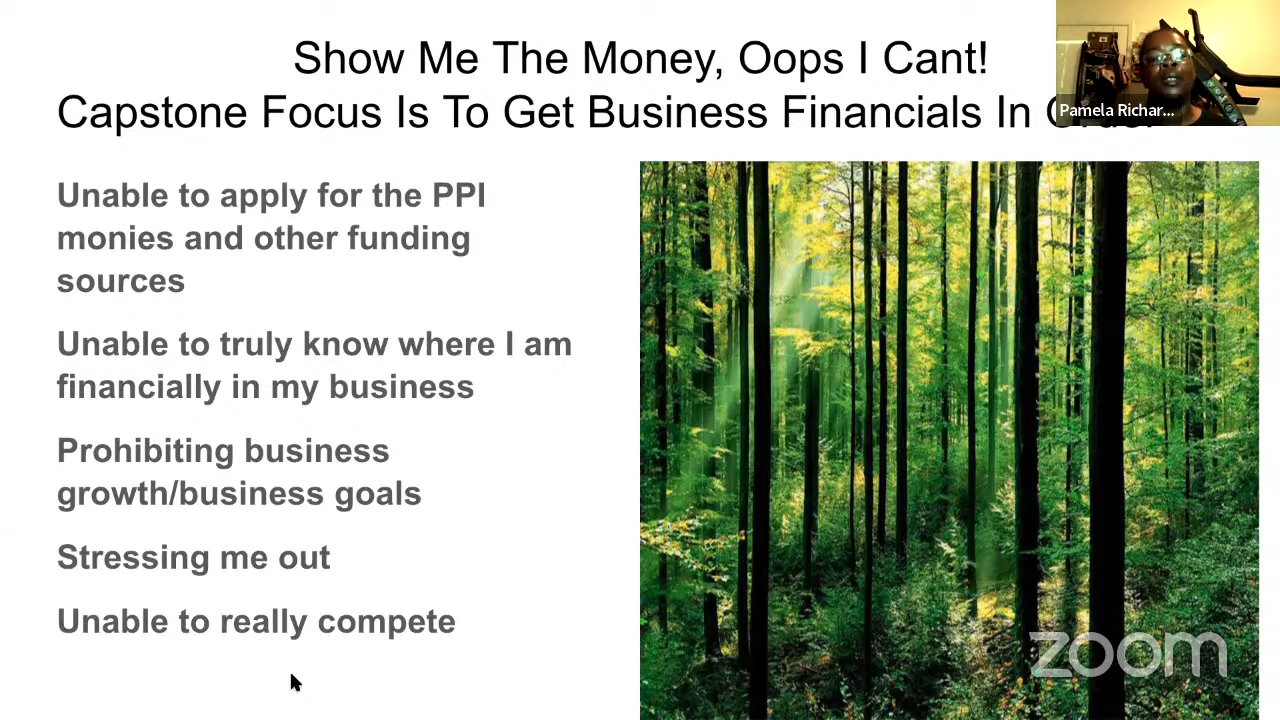 Show Me The Money, Oops I Cant!
Capstone Focus Is To Get Business Financials In
Pamela Richar...
Unable to apply for the PPI
monies and other funding
sources
Unable to truly know where I am
financially in my business
Prohibiting business
growth/business goals
Stressing me out
Unable to really compete
zoom